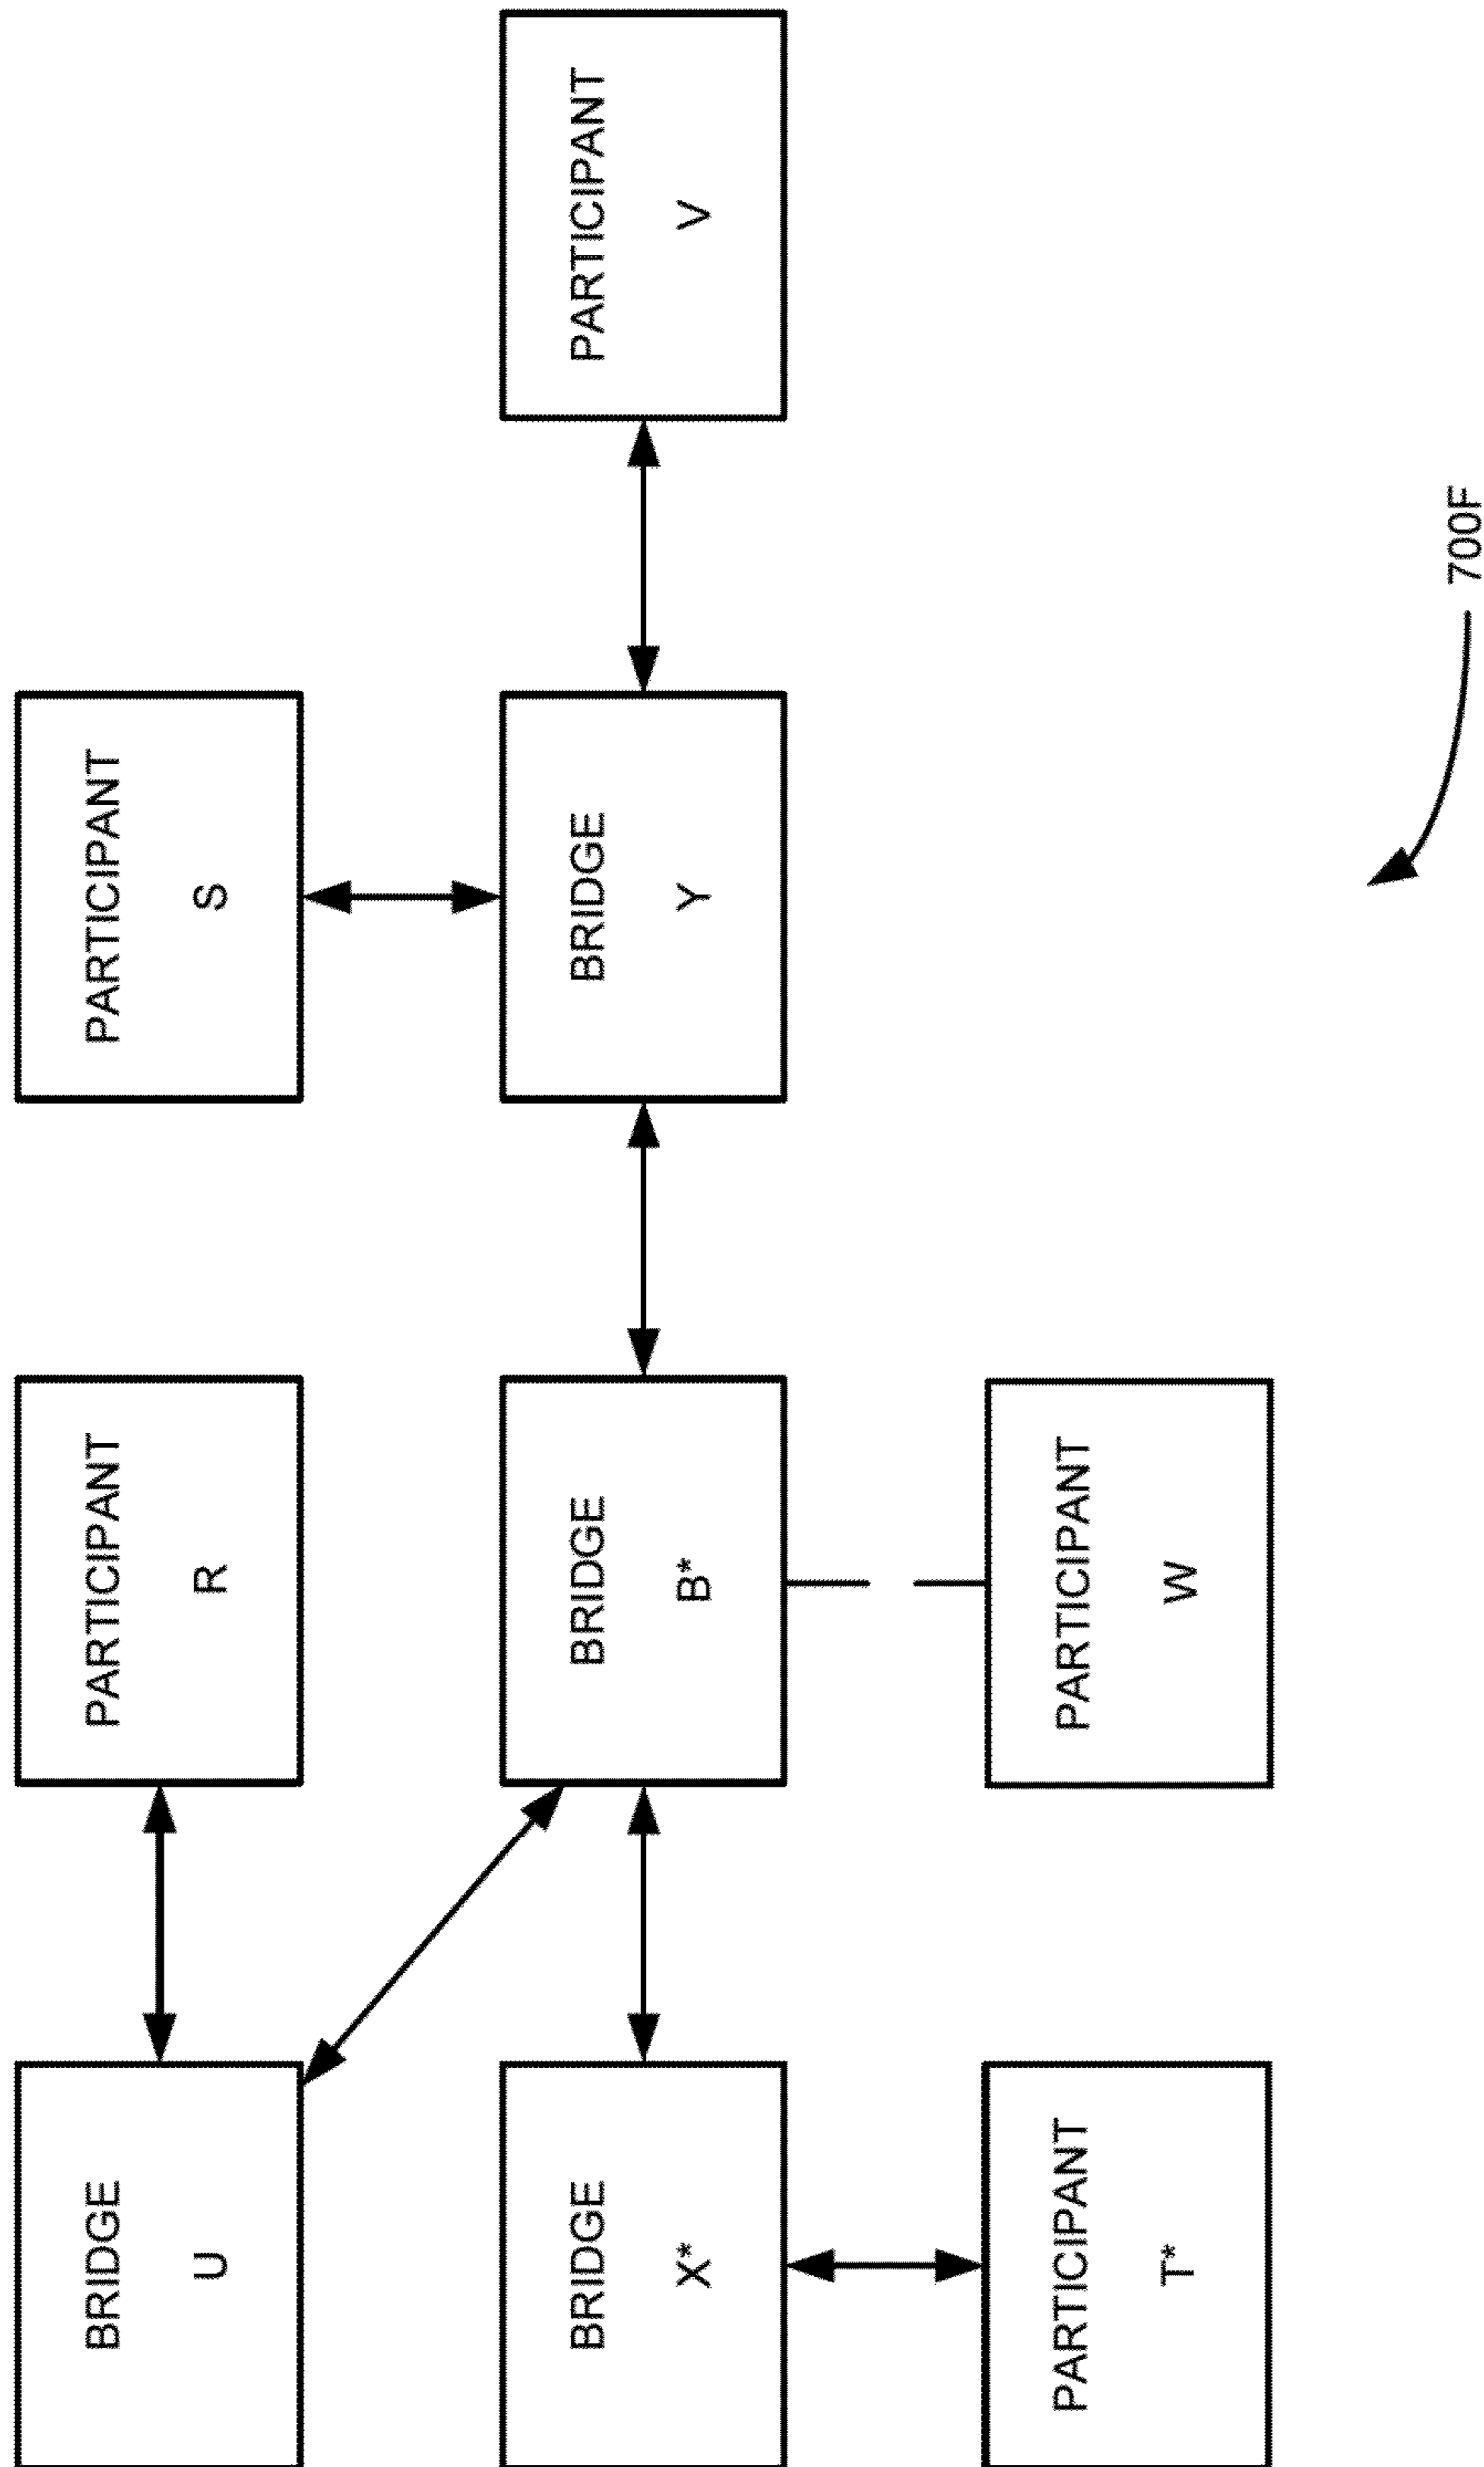 BRIDGE
U
PARTICIPANT
R
PARTICIPANT
S
BRIDGE
X*
BRIDGE
B*
BRIDGE
Y
PARTICIPANT
V
PARTICIPANT
T*
PARTICIPANT
W
700F